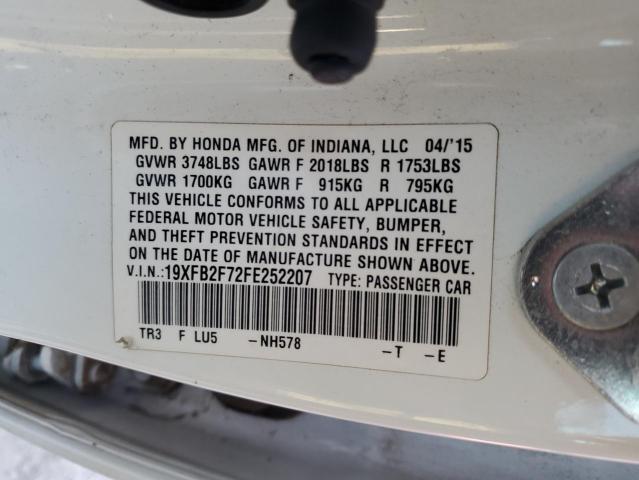 MFD. BY HONDA MFG. OF INDIANA, LLC 04/'15
GVWR 3748LBS GAWR F 2018LBS R 1753LBS
GVWR 1700KG GAWR F 915KG R 795KG
THIS VEHICLE CONFORMS TO ALL APPLICABLE
FEDERAL MOTOR VEHICLE SAFETY, BUMPER,
AND THEFT PREVENTION STANDARDS IN EFFECT
ON THE DATE OF MANUFACTURE SHOWN ABOVE.
V.I.N.:19XFB2F72FE252207 TYPE: PASSENGER CAR
TR3 F LU5 -NH578 -T -E